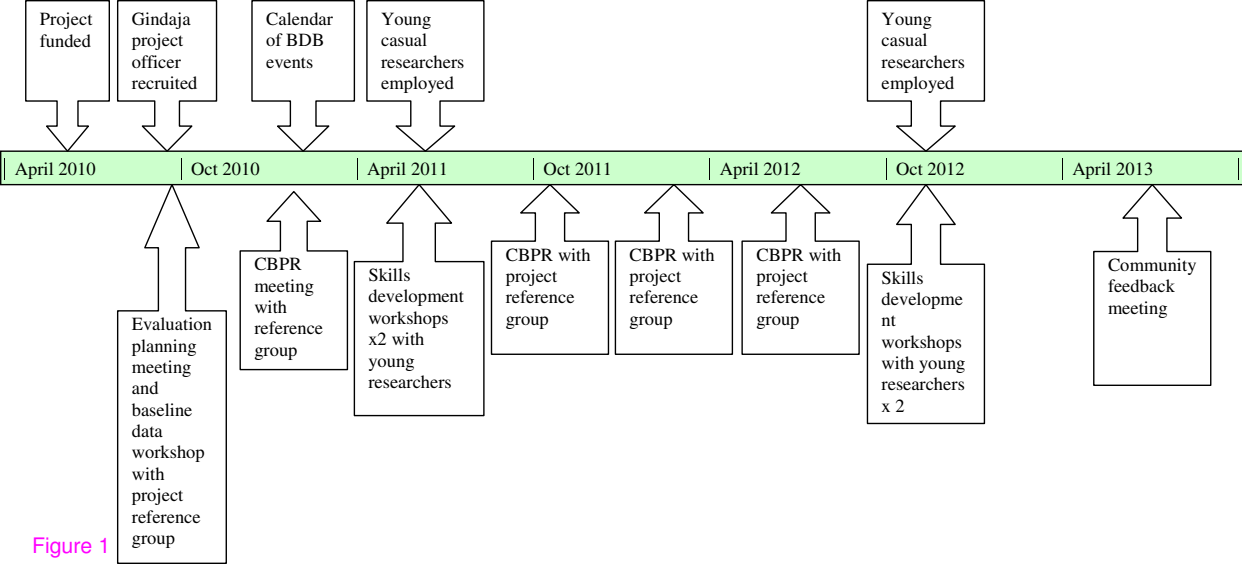 Project
funded
Gindaja
project
officer
recruited
Calendar
of BDB
events
Young
casual
researchers
employed
Young
casual
researchers
employed
April 2010
Oct 2010
April 2011
Oct 2011
April 2012
Oct 2012
April 2013
Evaluation
planning
meeting
and
baseline
data
workshop
with
project
reference
group
CBPR
meeting
with
reference
group
Skills
development
workshops
x2 with
young
researchers
CBPR with
project
reference
group
CBPR with
project
reference
group
CBPR with
project
reference
group
Skills
developme
nt
workshops
with young
researchers
x 2
Community
feedback
meeting
Figure 1